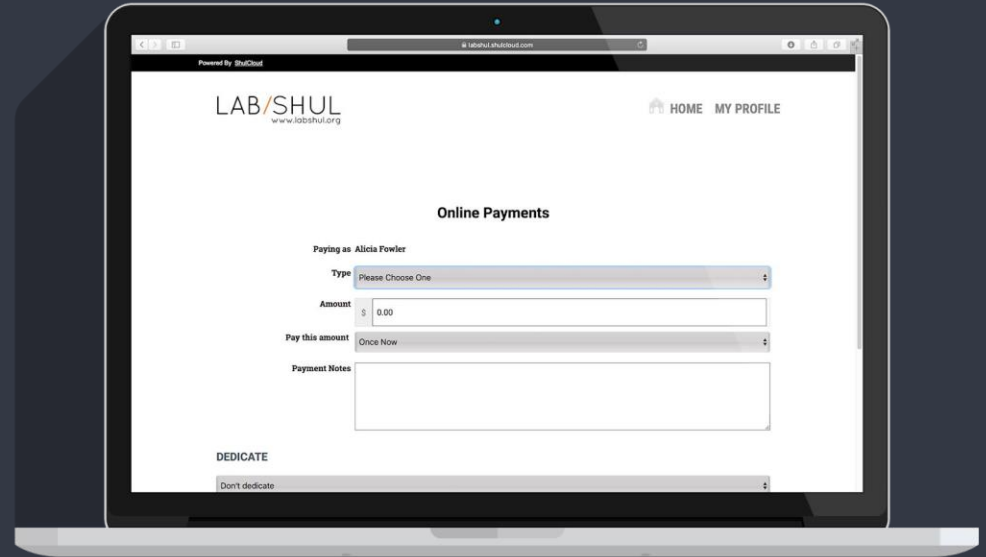 labshul.shulcloud.com
Powered By ShulCloud
LAB/SHUL
www.labshul.org
HOME MY PROFILE
Online Payments
Paying as Alicia Fowler
Type Please Choose One
Amount $ 0.00
Pay this amount Once Now
Payment Notes
DEDICATE
Don't dedicate